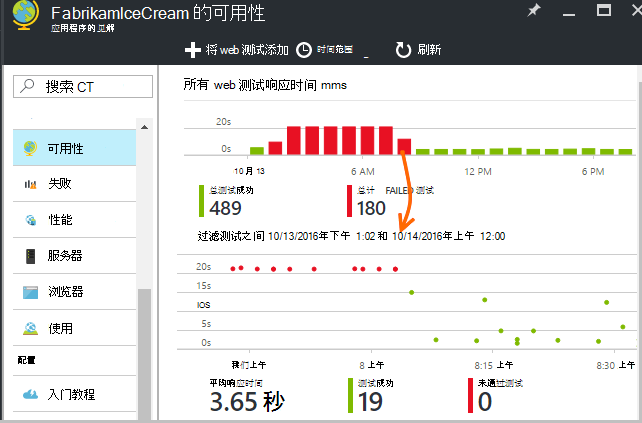 FabrikamIceCream 的可用性
应用程序的见解
将 web 测试添加 时间范围 刷新
搜索 CT
可用性
失败
性能
服务器
浏览器
使用
配置
入门教程
所有 web 测试响应时间 mms
20s
0s
10 月 13 6 AM 12 PM 6 PM
总测试成功 总计 FAILED 测试
489 180
过滤测试之间 10/13/2016年下午 1:02 和 10/14/2016年上午 12:00
20s
15s
IOS
5s
0s
我们上午 8 上午 8:15 上午 8:30 上午
平均响应时间 测试成功 未通过测试
3.65 秒 19 0